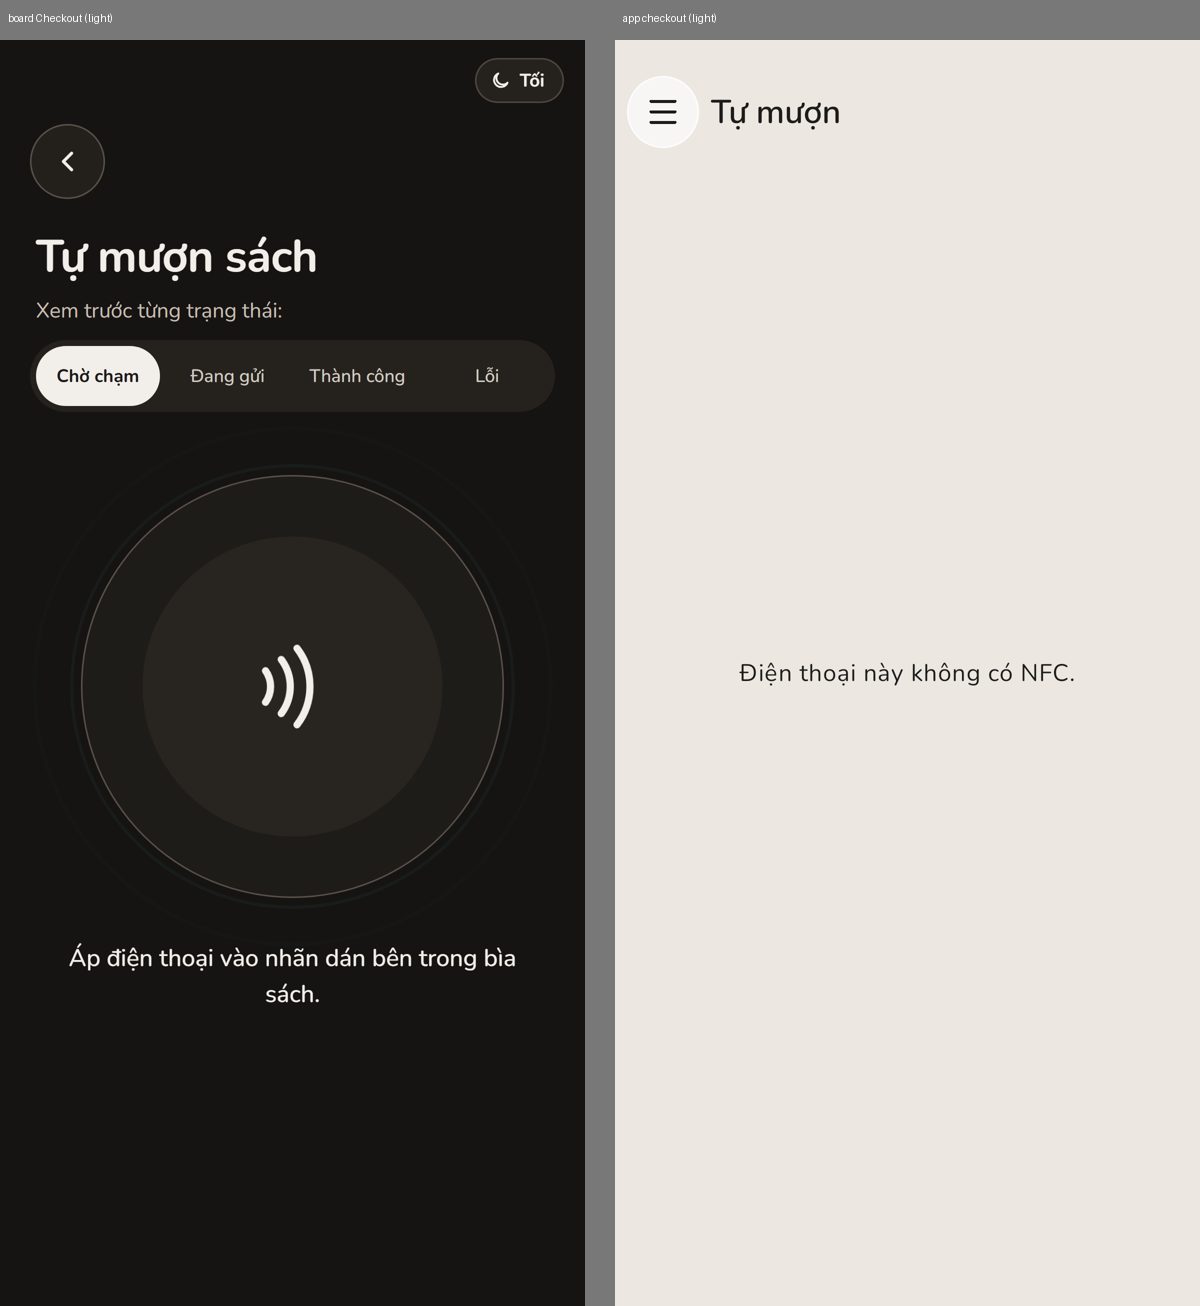 board Checkout (light)
Tối
Tự mượn sách
Xem trước từng trạng thái:
Chờ chạm
Đang gửi
Thành công
Lỗi
Áp điện thoại vào nhãn dán bên trong bìa
sách.
app checkout (light)
Tự mượn
Điện thoại này không có NFC.